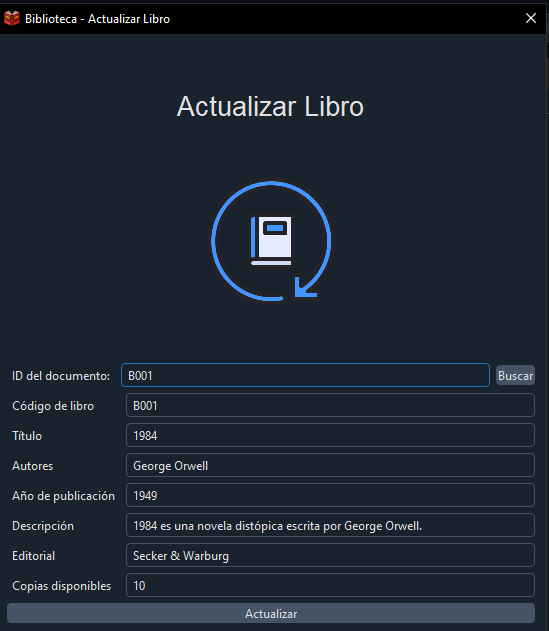 Biblioteca - Actualizar Libro
Actualizar Libro
ID del documento: B001 Buscar
Código de libro B001
Título 1984
Autores George Orwell
Año de publicación 1949
Descripción 1984 es una novela distópica escrita por George Orwell.
Editorial Secker & Warburg
Copias disponibles 10
Actualizar